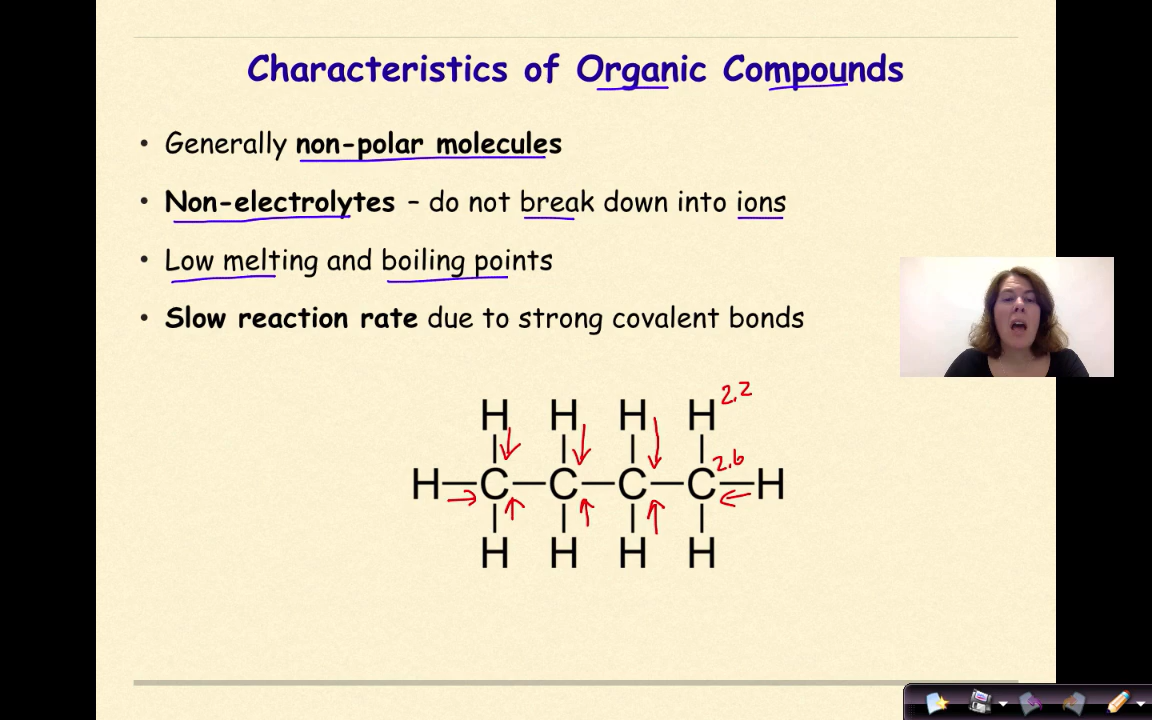 Characteristics of Organic Compounds
• Generally non-polar molecules
• Non-electrolytes – do not break down into ions
• Low melting and boiling points
• Slow reaction rate due to strong covalent bonds
H H H H 2.2
2.6
H—C—C—C—C—H
H H H H